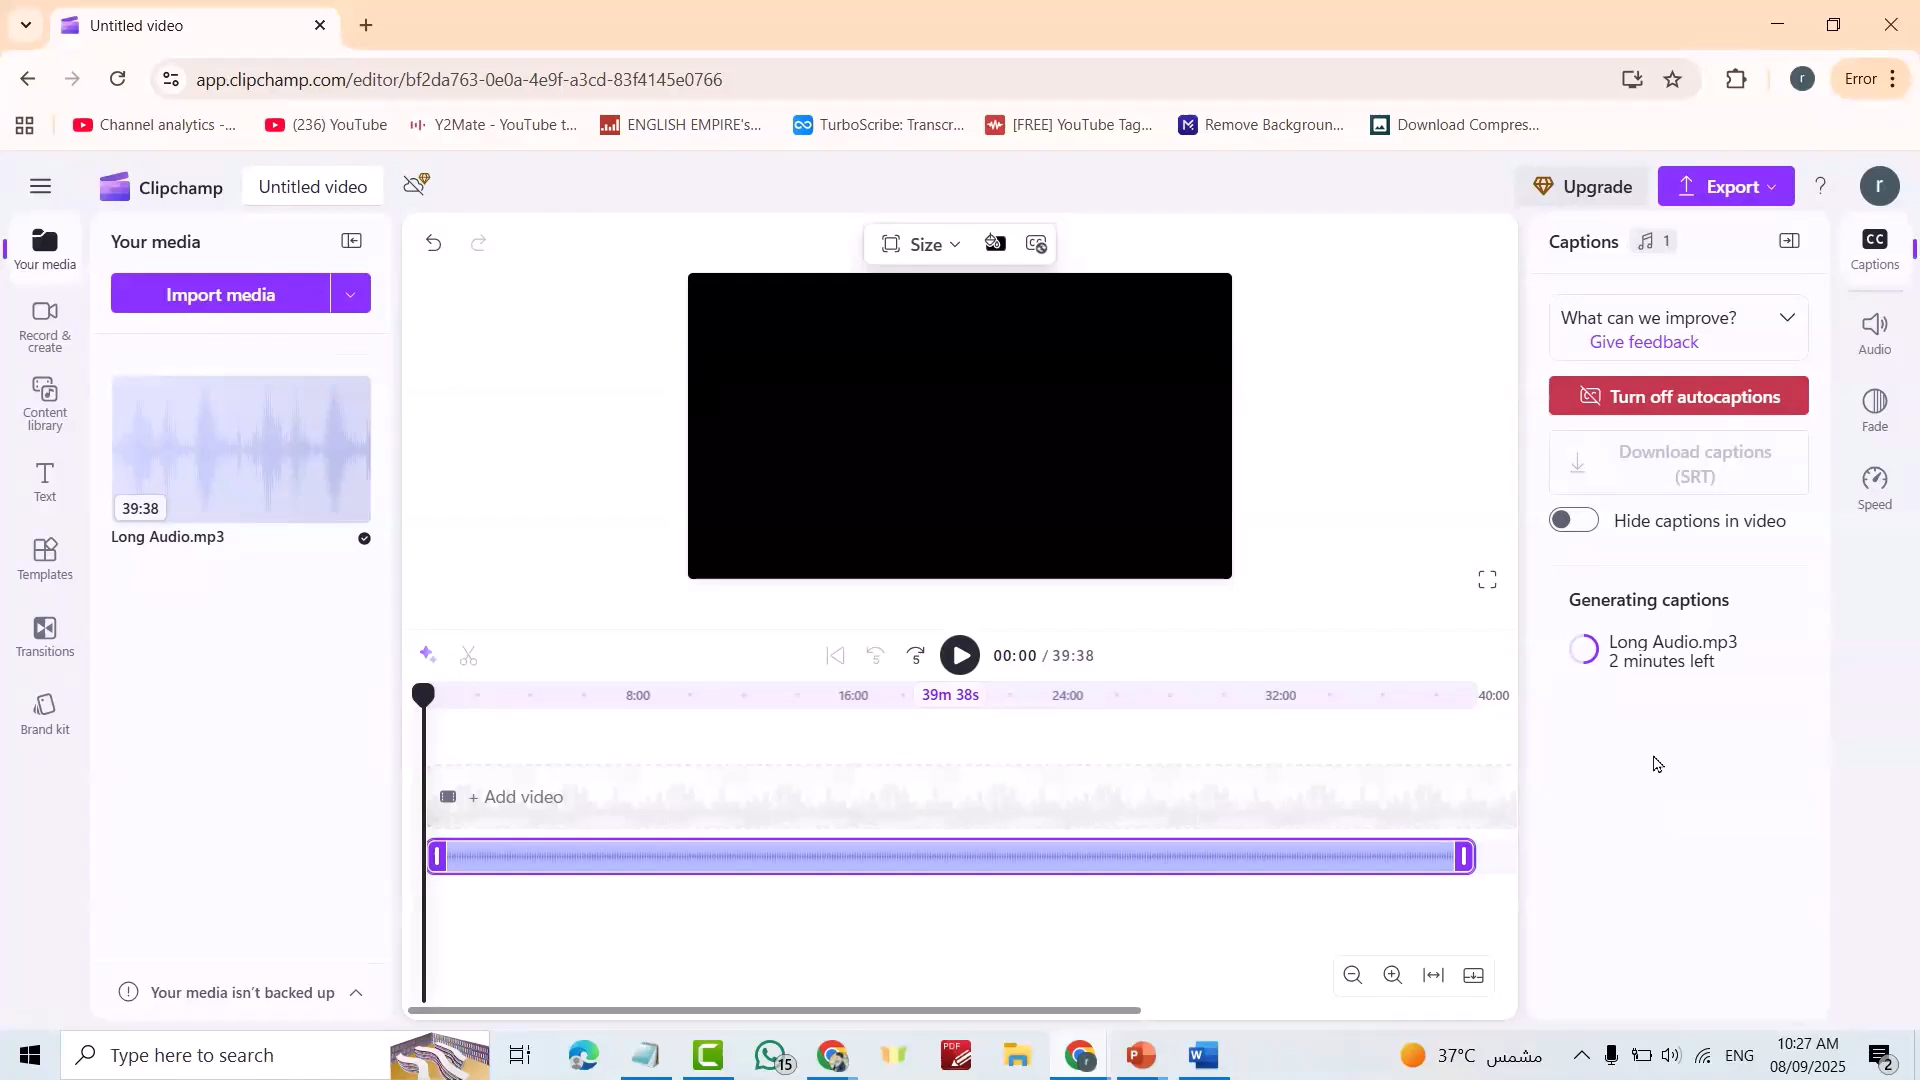 Untitled video
app.clipchamp.com/editor/bf2da763-0e0a-4e9f-a3cd-83f4145e0766
r
Error
Channel analytics -...
(236) YouTube
Y2Mate - YouTube t...
ENGLISH EMPIRE's...
TurboScribe: Transcr...
[FREE] YouTube Tag...
Remove Backgroun...
Download Compres...
Clipchamp
Untitled video
Upgrade
Export
?
r
Your media
Record &
create
Content
library
Text
Templates
Transitions
Brand kit
Your media
Import media
39:38
Long Audio.mp3
Your media isn't backed up
Size
5
5
00:00 / 39:38
8:00
16:00
39m 38s
24:00
32:00
40:00
+ Add video
Captions
1
What can we improve?
Give feedback
Turn off autocaptions
Download captions
(SRT)
Hide captions in video
Generating captions
Long Audio.mp3
2 minutes left
CC
Captions
Audio
Fade
Speed
Type here to search
15
PDF
P
W
37°C مشمس
ENG
10:27 AM
08/09/2025
2